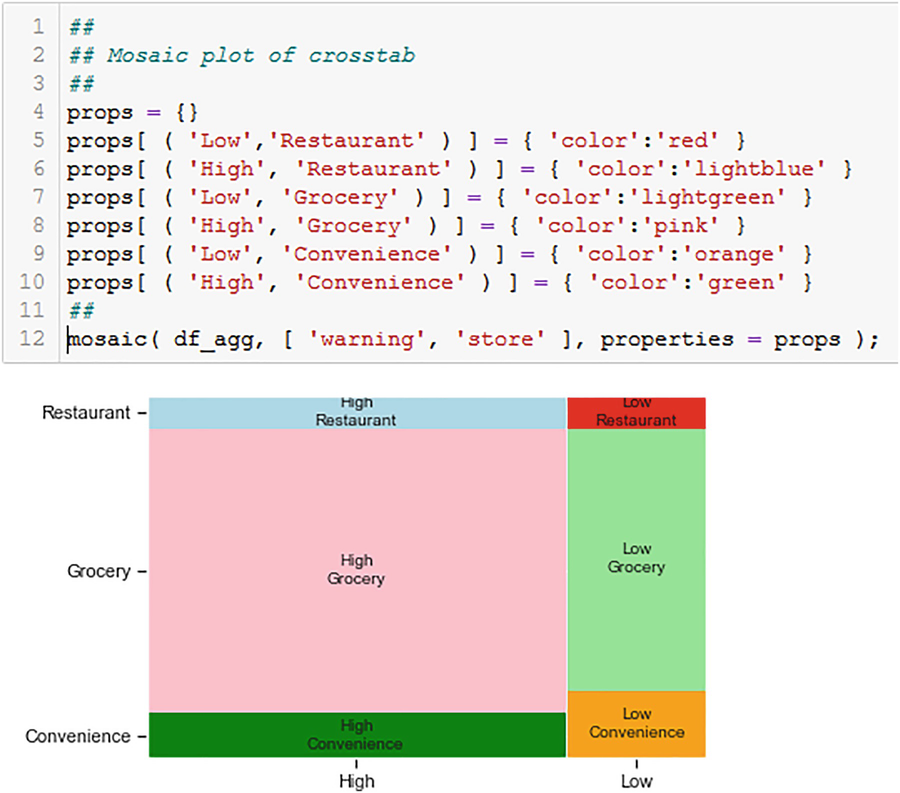 1 ##
2 ## Mosaic plot of crosstab
3 ##
4 props = {}
5 props[ ( 'Low','Restaurant' ) ] = { 'color':'red' }
6 props[ ( 'High', 'Restaurant' ) ] = { 'color':'lightblue' }
7 props[ ( 'Low', 'Grocery' ) ] = { 'color':'lightgreen' }
8 props[ ( 'High', 'Grocery' ) ] = { 'color':'pink' }
9 props[ ( 'Low', 'Convenience' ) ] = { 'color':'orange' }
10 props[ ( 'High', 'Convenience' ) ] = { 'color':'green' }
11 ##
12 mosaic( df_agg, [ 'warning', 'store' ], properties = props );
Restaurant
High
Restaurant
Low
Restaurant
Grocery
High
Grocery
Low
Grocery
Convenience
High
Convenience
Low
Convenience
High
Low